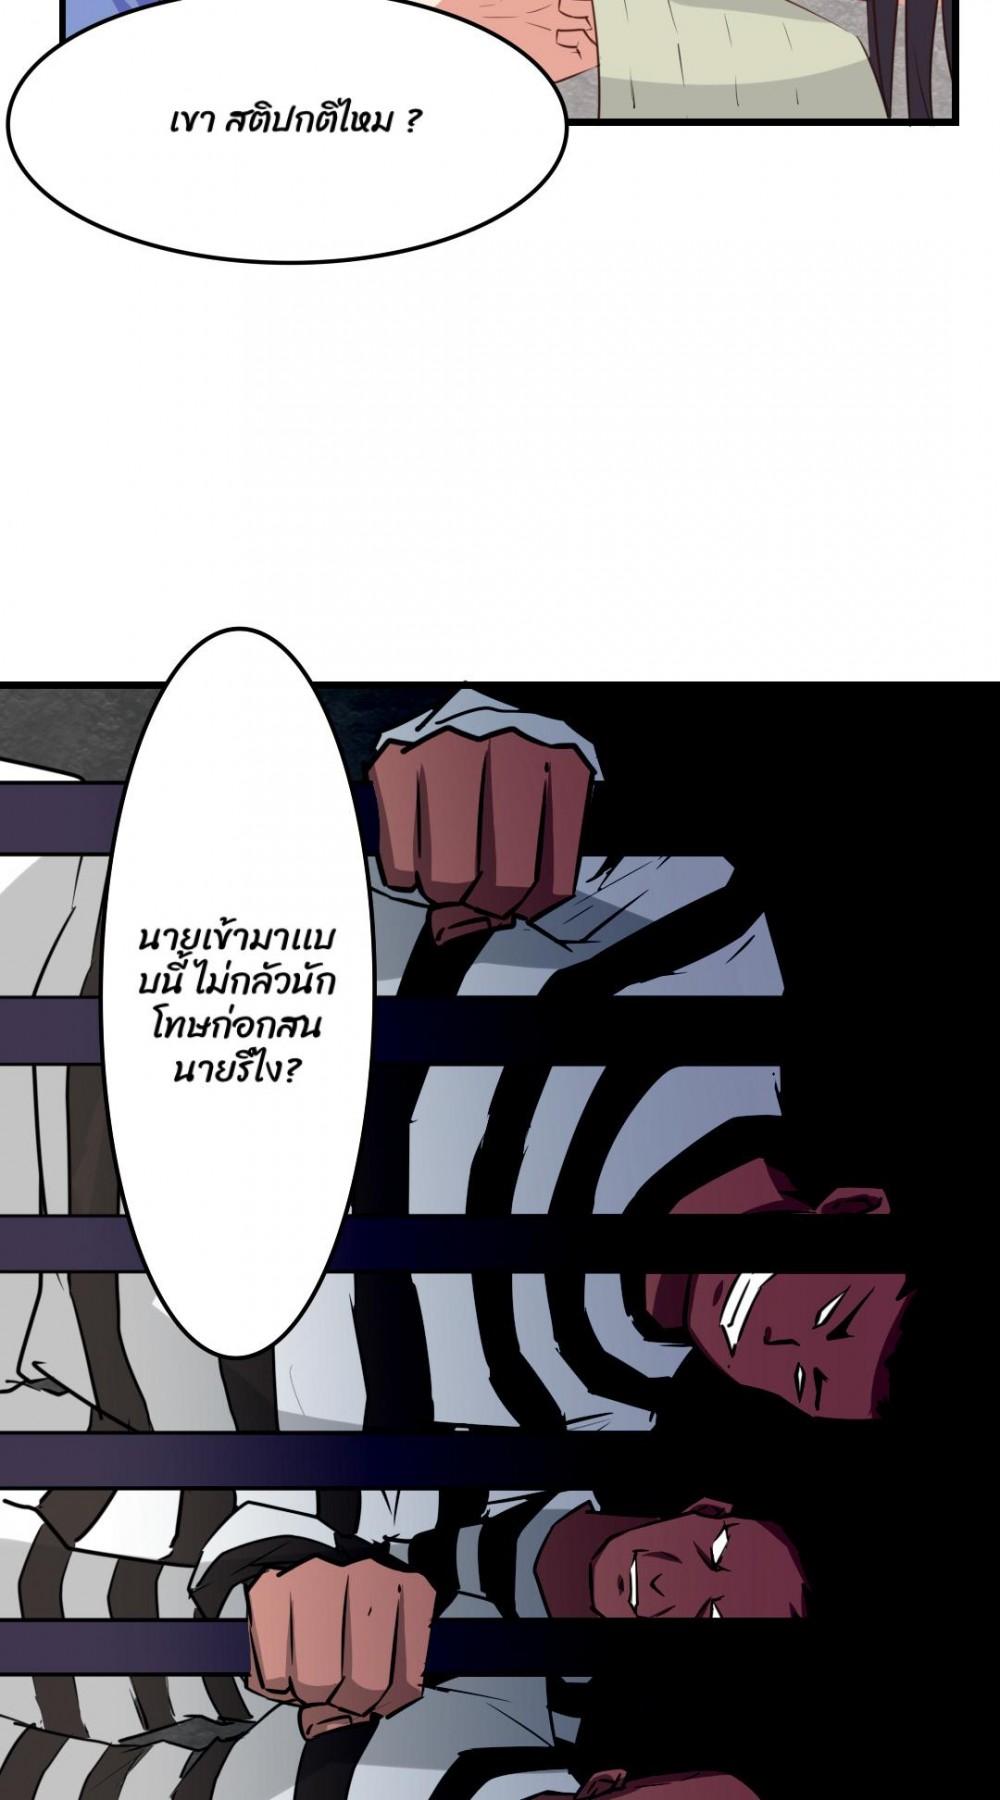 เขา สติปกติไหม ?
นายเข้ามาแบ
บนี้ ไม่กลัวนัก
โทษก่อกสน
นายรึไง?